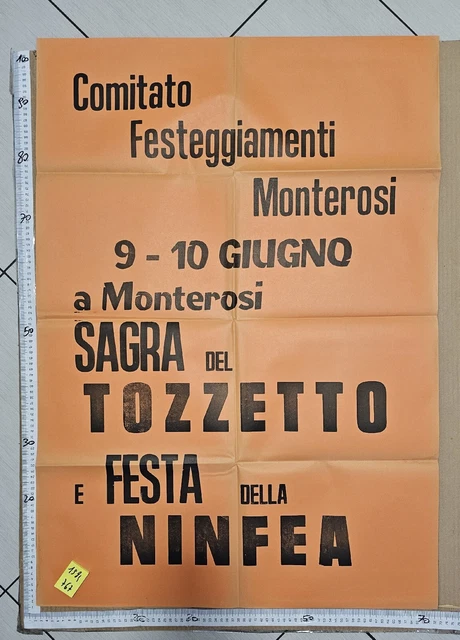 Comitato
Festeggiamenti
Monterosi
9 - 10 GIUGNO
a Monterosi
SAGRA DEL
TOZZETTO
E FESTA DELLA
NINFEA